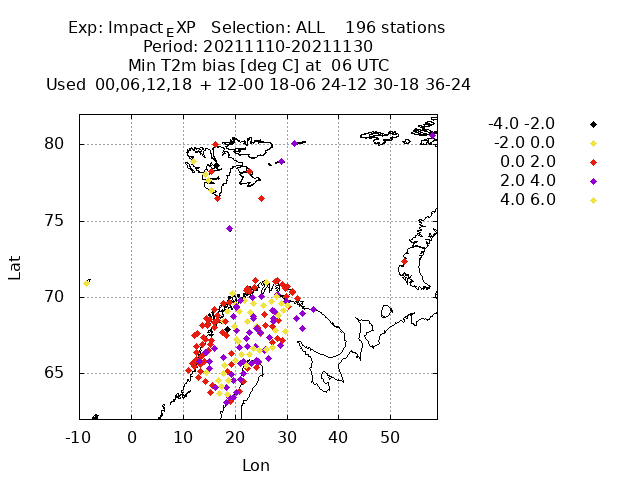 Exp: Impact_EXP   Selection: ALL    196 stations
Period: 20211110-20211130
Min T2m bias [deg C] at  06 UTC
Used  00,06,12,18  + 12-00 18-06 24-12 30-18 36-24
-4.0 -2.0
-2.0 0.0
0.0 2.0
2.0 4.0
4.0 6.0
80
75
70
65
Lat
-10 0 10 20 30 40 50
Lon